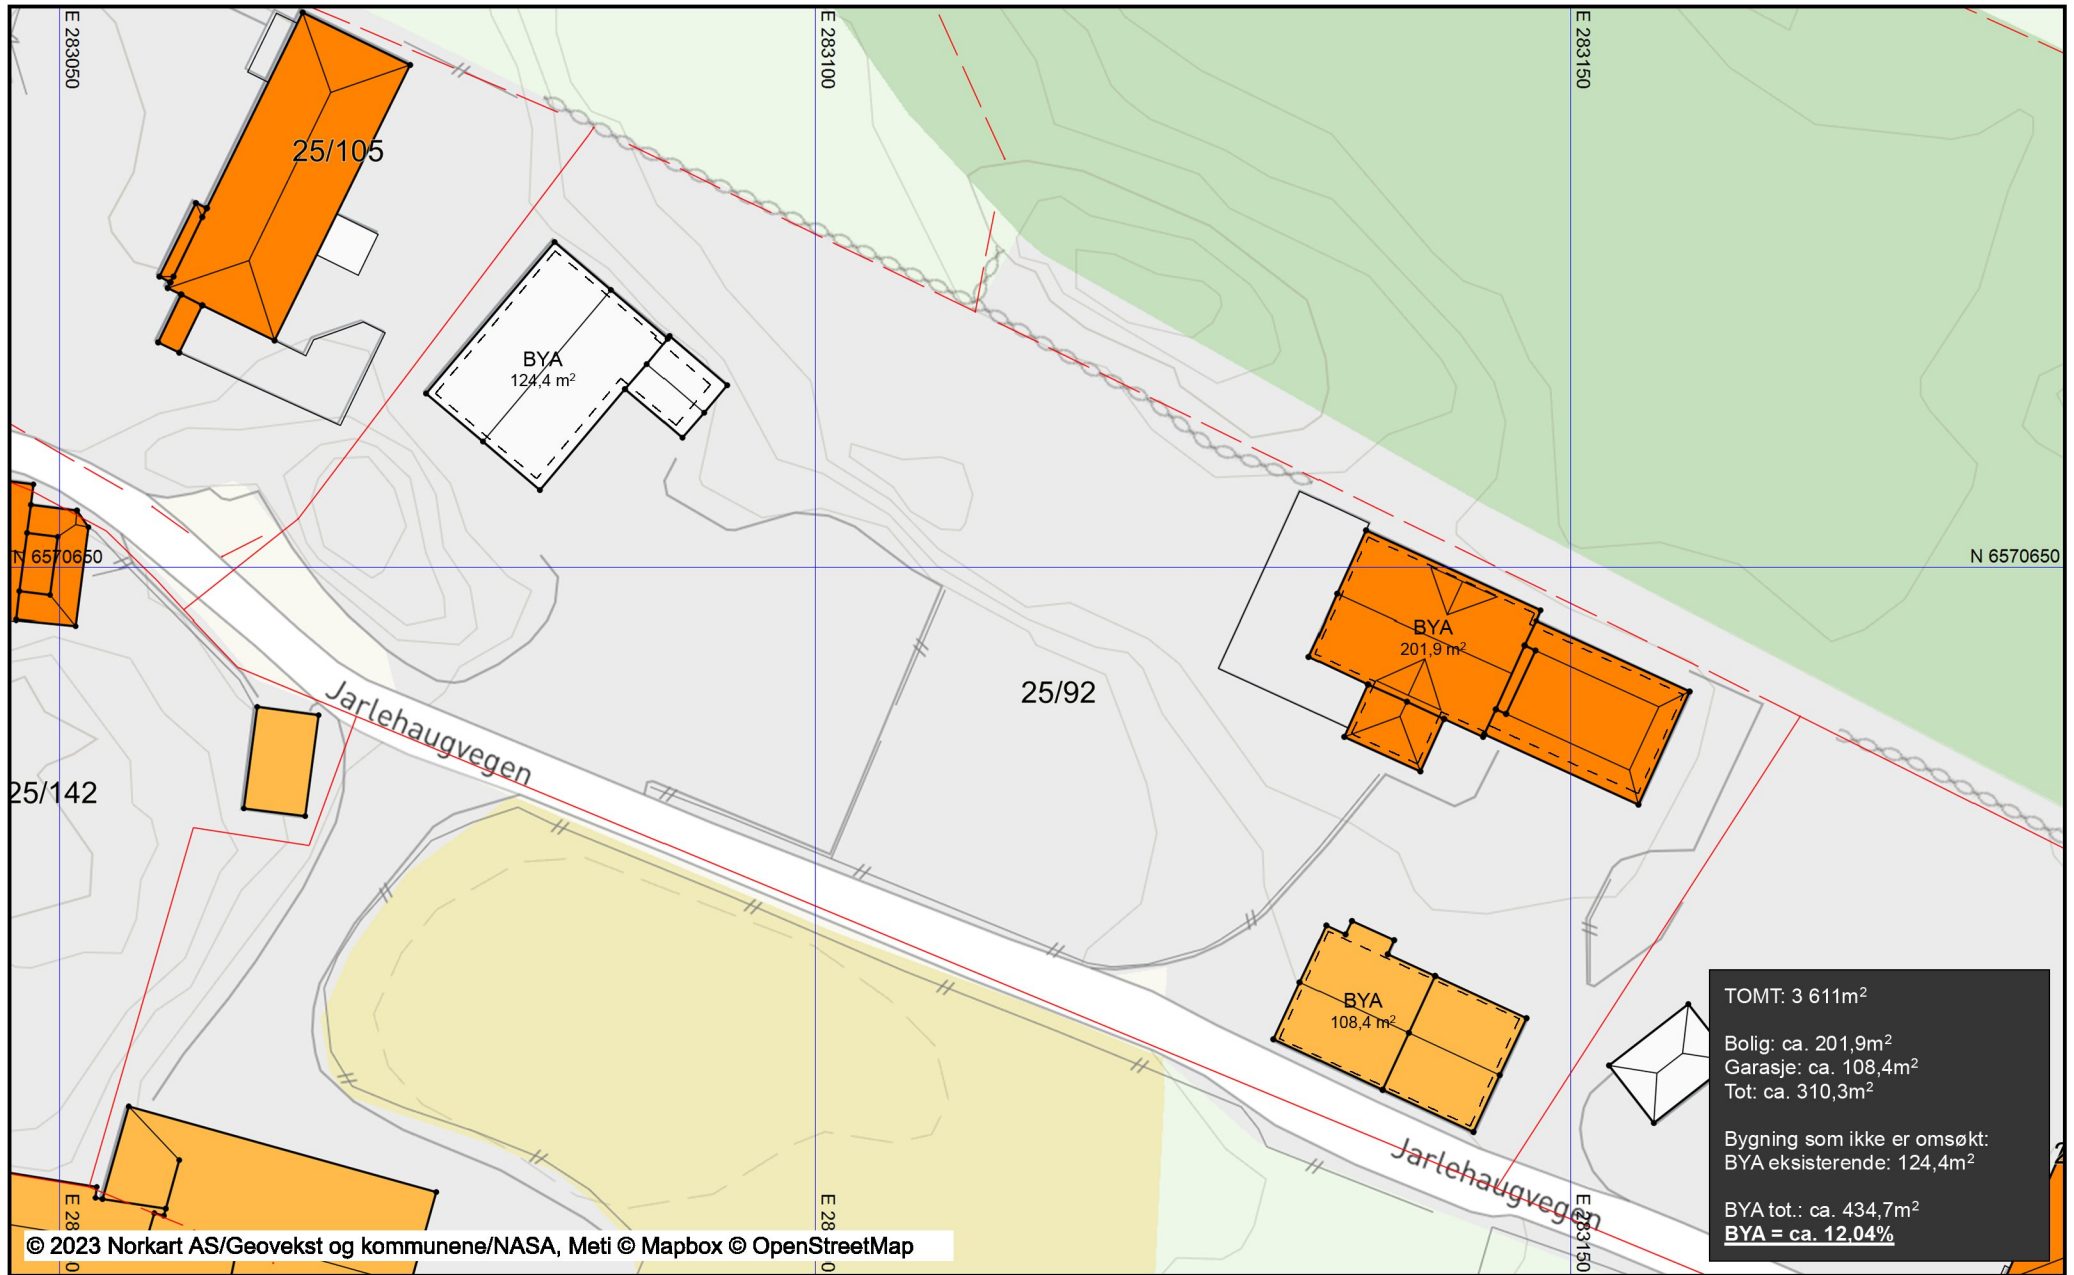 E 283050
E 283100
E 283150
25/105
BYA
124,4 m²
N 6570650
N 6570650
BYA
201,9 m²
25/92
Jarlehaugvegen
25/142
BYA
108,4 m²
TOMT: 3 611m²
Bolig: ca. 201,9m²
Garasje: ca. 108,4m²
Tot: ca. 310,3m²
Bygning som ikke er omsøkt:
BYA eksisterende: 124,4m²
BYA tot.: ca. 434,7m²
BYA = ca. 12,04%
Jarlehaugvegen
E 283150
© 2023 Norkart AS/Geovekst og kommunene/NASA, Meti © Mapbox © OpenStreetMap